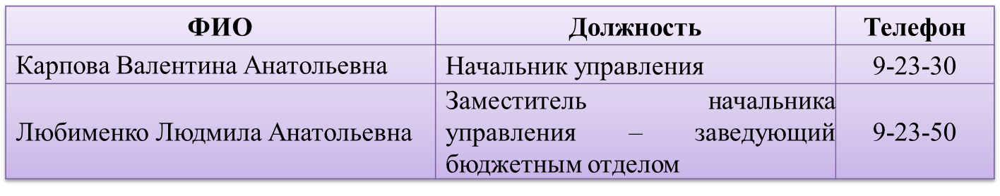 ФИО Должность Телефон
Карпова Валентина Анатольевна Начальник управления 9-23-30
Любименко Людмила Анатольевна
Заместитель начальника
управления – заведующий
бюджетным отделом
9-23-50